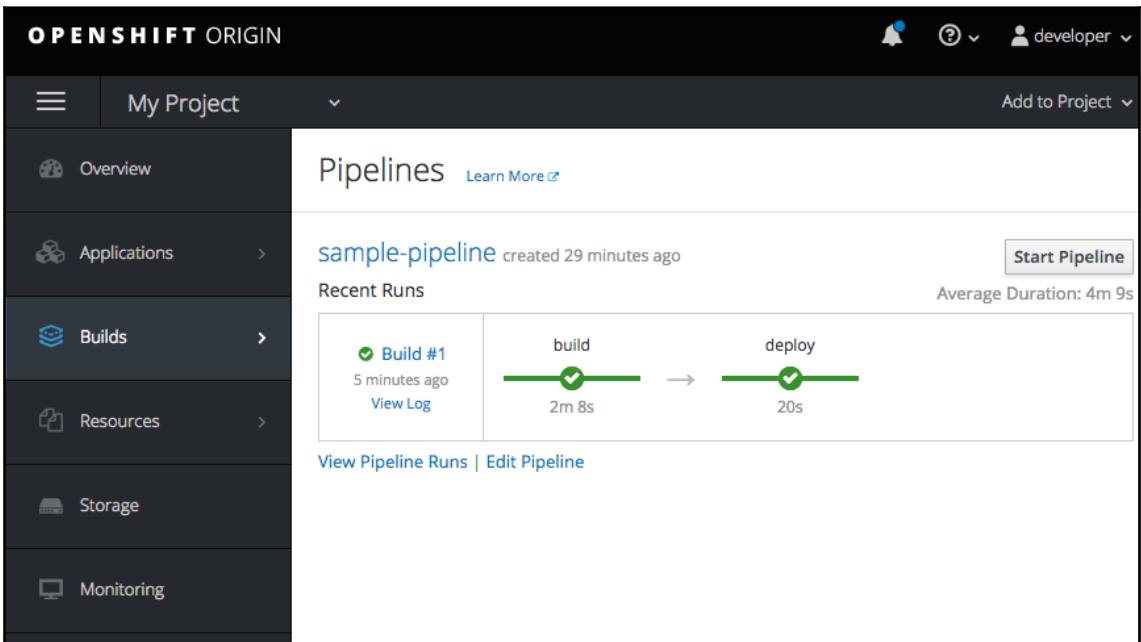 OPENSHIFT ORIGIN
developer
My Project
Add to Project
Overview
Applications
Builds
Resources
Storage
Monitoring
Pipelines Learn More
sample-pipeline created 29 minutes ago
Start Pipeline
Recent Runs
Average Duration: 4m 9s
Build #1
5 minutes ago
View Log
build
2m 8s
deploy
20s
View Pipeline Runs | Edit Pipeline